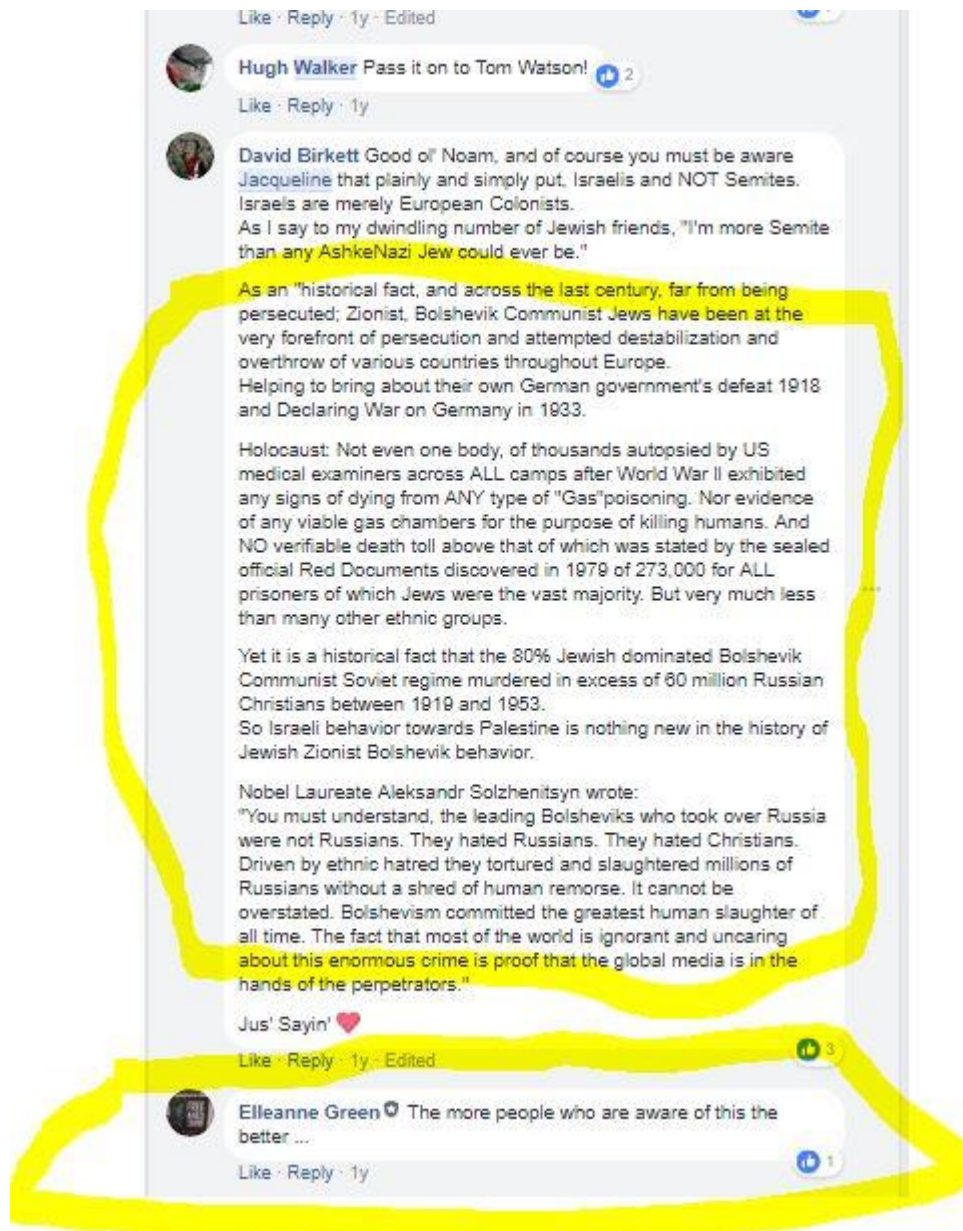 Like · Reply · 1y · Edited
Hugh Walker Pass it on to Tom Watson! 2
Like · Reply · 1y
David Birkett Good ol' Noam, and of course you must be aware
Jacqueline that plainly and simply put, Israelis and NOT Semites.
Israels are merely European Colonists.
As I say to my dwindling number of Jewish friends, "I'm more Semite
than any AshkeNazi Jew could ever be."
As an "historical fact, and across the last century, far from being
persecuted; Zionist, Bolshevik Communist Jews have been at the
very forefront of persecution and attempted destabilization and
overthrow of various countries throughout Europe.
Helping to bring about their own German government's defeat 1918
and Declaring War on Germany in 1933.
Holocaust: Not even one body, of thousands autopsied by US
medical examiners across ALL camps after World War II exhibited
any signs of dying from ANY type of "Gas"poisoning. Nor evidence
of any viable gas chambers for the purpose of killing humans. And
NO verifiable death toll above that of which was stated by the sealed
official Red Documents discovered in 1979 of 273,000 for ALL
prisoners of which Jews were the vast majority. But very much less
than many other ethnic groups.
Yet it is a historical fact that the 80% Jewish dominated Bolshevik
Communist Soviet regime murdered in excess of 60 million Russian
Christians between 1919 and 1953.
So Israeli behavior towards Palestine is nothing new in the history of
Jewish Zionist Bolshevik behavior.
Nobel Laureate Aleksandr Solzhenitsyn wrote:
"You must understand, the leading Bolsheviks who took over Russia
were not Russians. They hated Russians. They hated Christians.
Driven by ethnic hatred they tortured and slaughtered millions of
Russians without a shred of human remorse. It cannot be
overstated. Bolshevism committed the greatest human slaughter of
all time. The fact that most of the world is ignorant and uncaring
about this enormous crime is proof that the global media is in the
hands of the perpetrators."
Jus' Sayin'
3
Like · Reply · 1y · Edited
Elleanne Green The more people who are aware of this the
better ...
1
Like · Reply · 1y